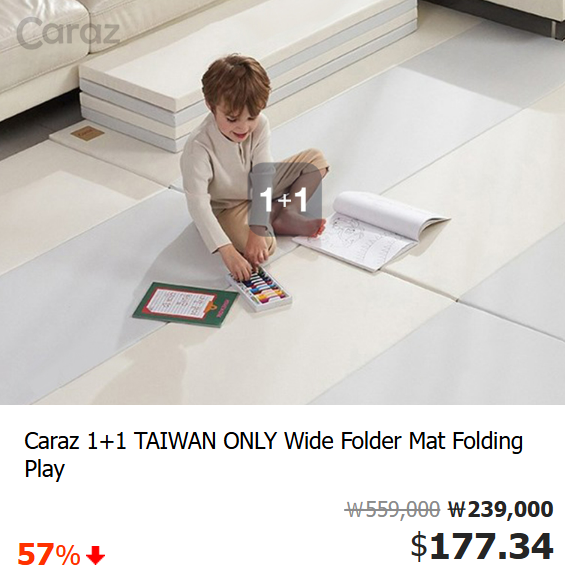 Caraz
1+1
Caraz 1+1 TAIWAN ONLY Wide Folder Mat Folding
Play
₩559,000 ₩239,000
57% $177.34